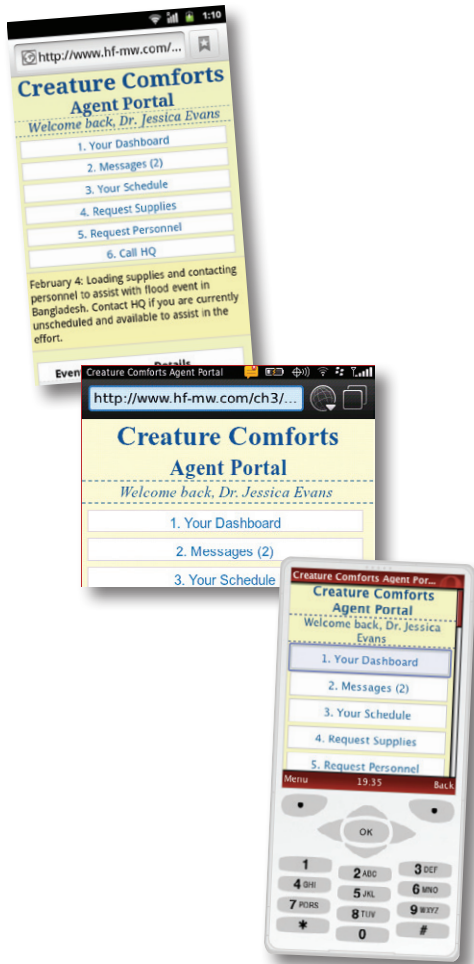 1:10
http://www.hf-mw.com/...
Creature Comforts
Agent Portal
Welcome back, Dr. Jessica Evans
1. Your Dashboard
2. Messages (2)
3. Your Schedule
4. Request Supplies
5. Request Personnel
6. Call HQ
February 4: Loading supplies and contacting
personnel to assist with flood event in
Bangladesh. Contact HQ if you are currently
unscheduled and available to assist in the
effort.
Event Details
Creature Comforts Agent Portal
http://www.hf-mw.com/ch3/...
Creature Comforts
Agent Portal
Welcome back, Dr. Jessica Evans
1. Your Dashboard
2. Messages (2)
3. Your Schedule
Creature Comforts Agent Por...
Creature Comforts
Agent Portal
Welcome back, Dr. Jessica
Evans
1. Your Dashboard
2. Messages (2)
3. Your Schedule
4. Request Supplies
5. Request Personnel
Menu 19.35 Back
OK
1 2 ABC 3 DEF
4 GHI 5 JKL 6 MNO
7 PQRS 8 TUV 9 WXYZ
* 0 #